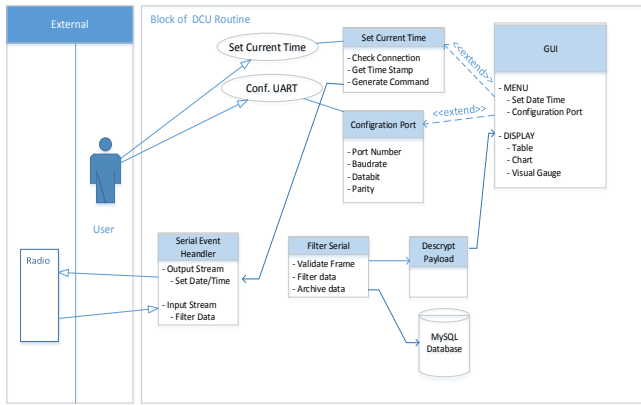 External
Block of DCU Routine
Set Current Time
Conf. UART
User
Radio
Set Current Time
- Check Connection
- Get Time Stamp
- Generate Command
<<extend>>
<<extend>>
GUI
- MENU
- Set Date Time
- Configuration Port
- DISPLAY
- Table
- Chart
- Visual Gauge
Configration Port
- Port Number
- Baudrate
- Databit
- Parity
Serial Event
Heandler
- Output Stream
- Set Date/Time
- Input Stream
- Filter Data
Filter Serial
- Validate Frame
- Filter data
- Archive data
Descrypt
Payload
MySQL
Database